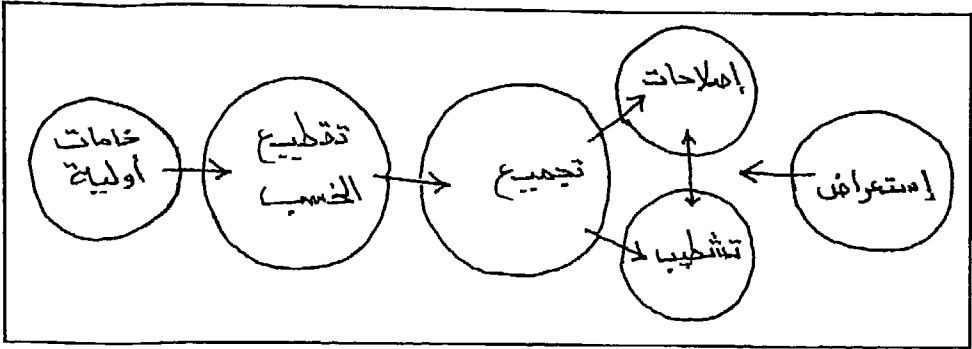 خامات
أولية
تقطيع
الخشب
تجميع
إصلاحات
تشطيب
إستعراض